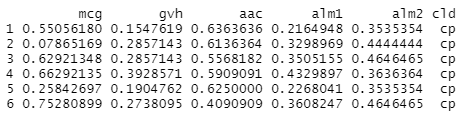 mcg gvh aac alm1 alm2 cld
1 0.55056180 0.1547619 0.6363636 0.2164948 0.3535354 cp
2 0.07865169 0.2857143 0.6136364 0.3298969 0.4444444 cp
3 0.62921348 0.2857143 0.5568182 0.3505155 0.4646465 cp
4 0.66292135 0.3928571 0.5909091 0.4329897 0.3636364 cp
5 0.25842697 0.1904762 0.6250000 0.2268041 0.3535354 cp
6 0.75280899 0.2738095 0.4090909 0.3608247 0.4646465 cp